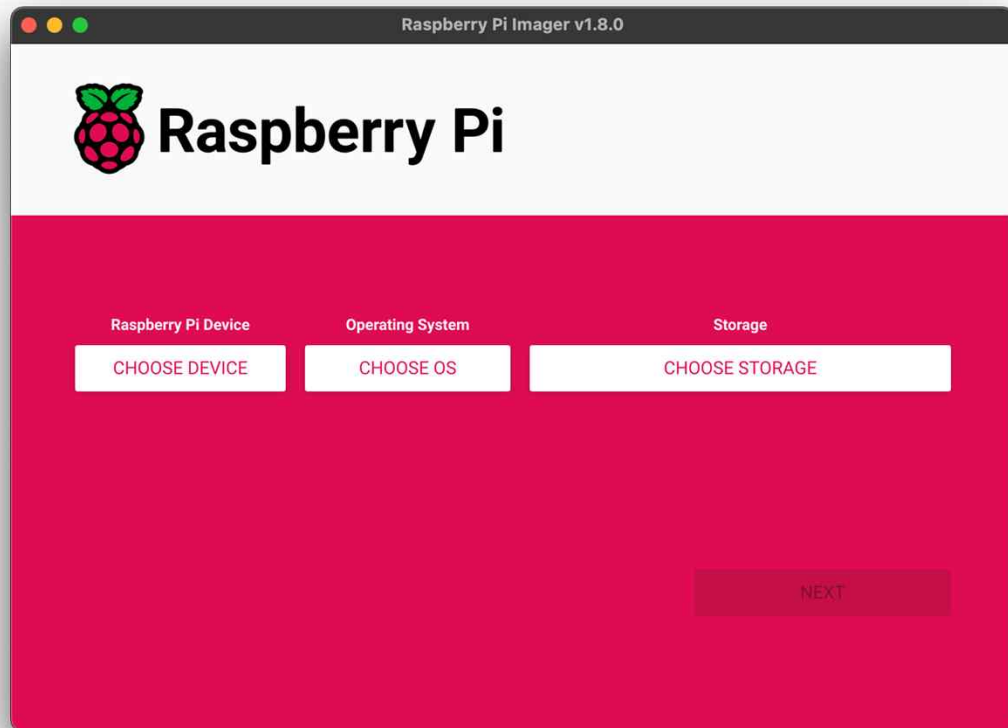 Raspberry Pi Imager v1.8.0
Raspberry Pi
Raspberry Pi Device
Operating System
Storage
CHOOSE DEVICE
CHOOSE OS
CHOOSE STORAGE
NEXT